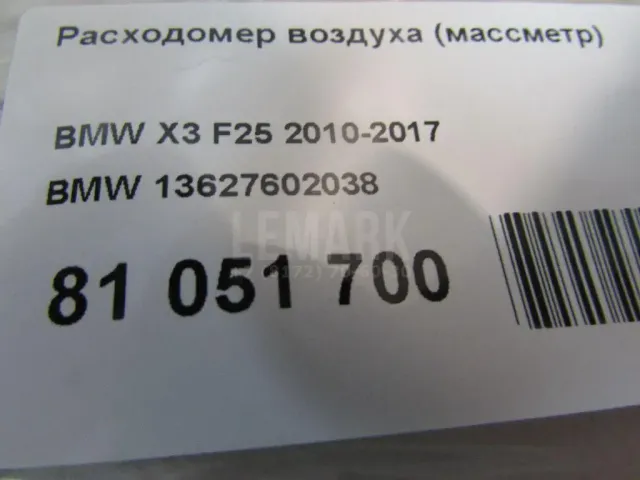 Расходомер воздуха (массметр)
BMW X3 F25 2010-2017
BMW 13627602038
LEMARK
81 051 700